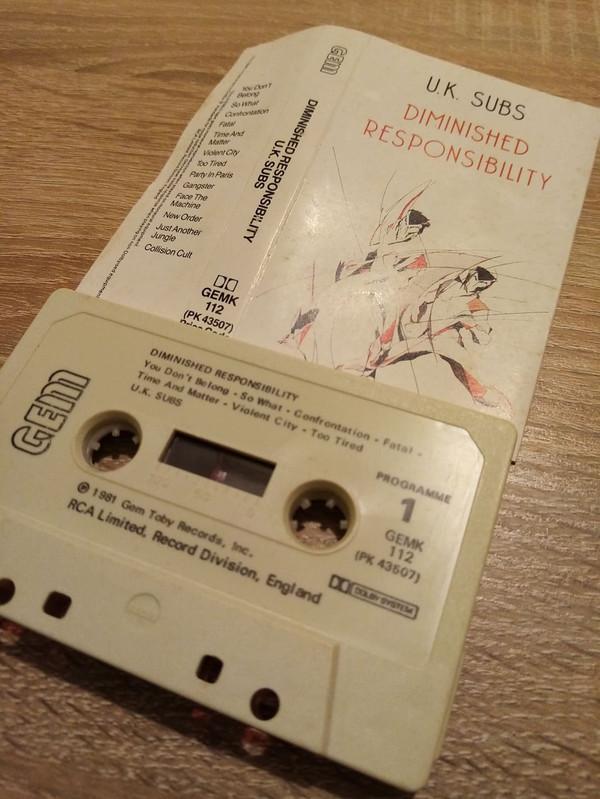 GEM
U.K. SUBS
DIMINISHED
RESPONSIBILITY
DIMINISHED RESPONSIBILITY
U.K. SUBS
You Don't
Belong
So What
Confrontation
Fatal
Time And
Matter
Violent City
Too Tired
Party In Paris
Gangster
Face The
Machine
New Order
Just Another
Jungle
Collision Cult
GEMK
112
(PK 43507)
GEM
DIMINISHED RESPONSIBILITY
You Don't Belong - So What - Confrontation - Fatal -
Time And Matter - Violent City - Too Tired
U.K. SUBS
PROGRAMME
1
GEMK
112
(PK 43507)
DOLBY SYSTEM
℗ 1981 Gem Toby Records, Inc.
RCA Limited, Record Division, England